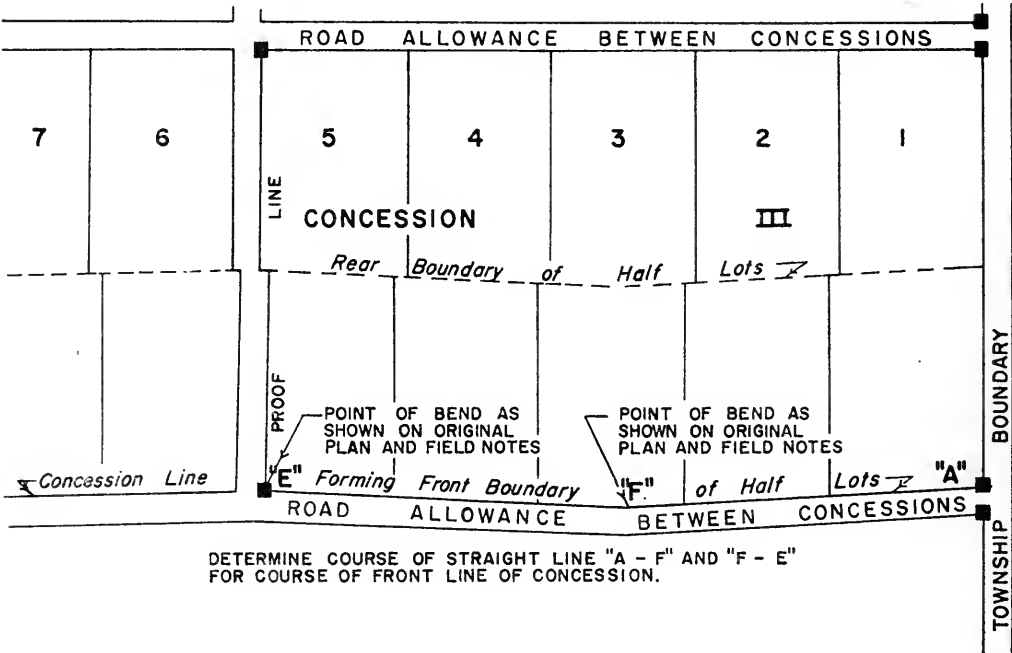 ROAD ALLOWANCE BETWEEN CONCESSIONS
7 6 5 4 3 2 1
LINE
CONCESSION III
Rear Boundary of Half Lots
PROOF
POINT OF BEND AS
SHOWN ON ORIGINAL
PLAN AND FIELD NOTES
POINT OF BEND AS
SHOWN ON ORIGINAL
PLAN AND FIELD NOTES
BOUNDARY
Concession Line "E" Forming Front Boundary "F" of Half Lots "A"
ROAD ALLOWANCE BETWEEN CONCESSIONS
TOWNSHIP
DETERMINE COURSE OF STRAIGHT LINE "A - F" AND "F - E"
FOR COURSE OF FRONT LINE OF CONCESSION.